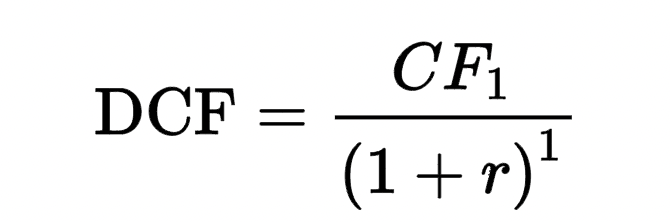 DCF = CF₁ / (1 + r)¹